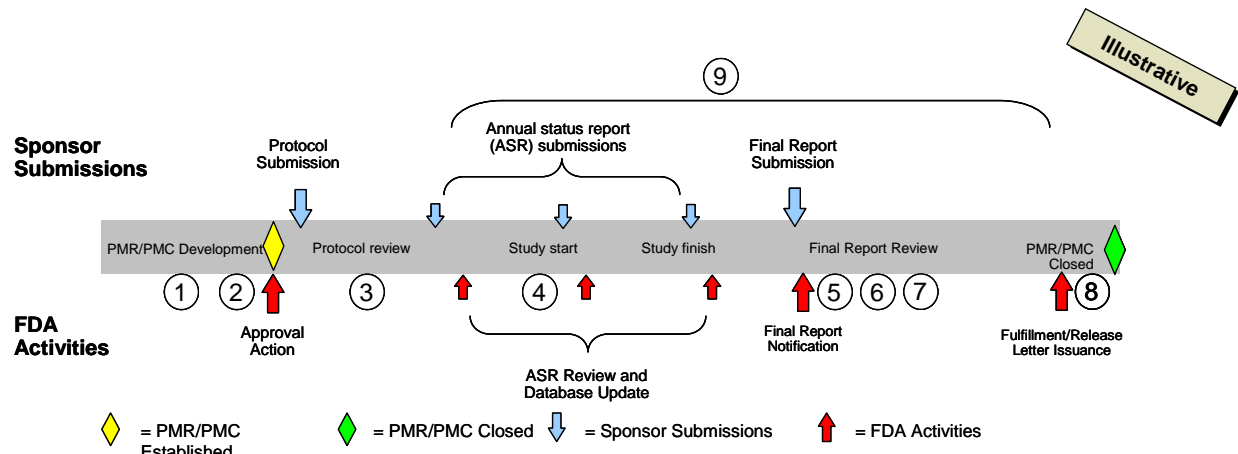 Illustrative
9
Sponsor
Submissions
Protocol
Submission
Annual status report
(ASR) submissions
Final Report
Submission
PMR/PMC Development
Protocol review
Study start
Study finish
Final Report Review
PMR/PMC
Closed
1
2
3
4
5
6
7
8
FDA
Activities
Approval
Action
ASR Review and
Database Update
Final Report
Notification
Fulfillment/Release
Letter Issuance
= PMR/PMC
Established
= PMR/PMC Closed
= Sponsor Submissions
= FDA Activities